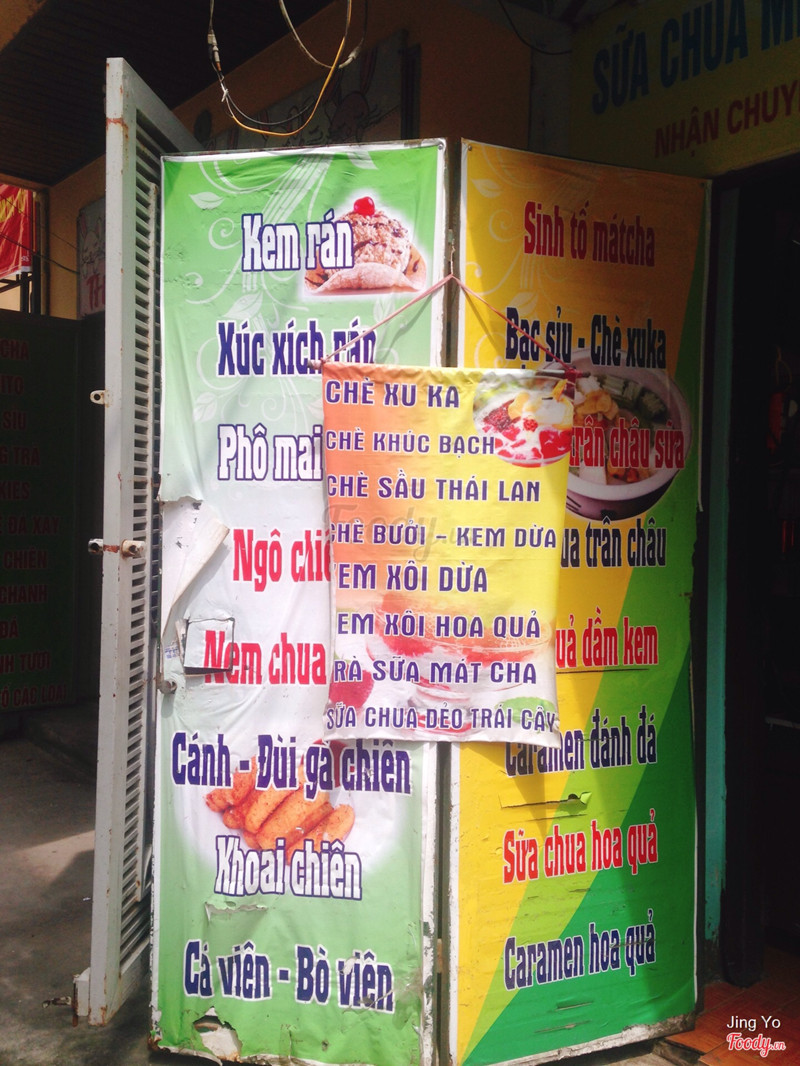 SỮA CHUA
NHẬN CHUY
Kem rán
Xúc xích rán
Phô mai
Ngô chiê
Nem chua
Cánh - Đùi gà chiên
Khoai chiên
Cá viên - Bò viên
CHÈ XU KA
CHÈ KHÚC BẠCH
CHÈ SẦU THÁI LAN
CHÈ BƯỞI - KEM DỪA
KEM XÔI DỪA
KEM XÔI HOA QUẢ
TRÀ SỮA MÁT CHA
SỮA CHUA DẺO TRÁI CÂY
Sinh tố mátcha
Bạc sỉu - Chè xuka
trân châu sữa
ua trân châu
uả dầm kem
Caramen đánh đá
Sữa chua hoa quả
Caramen hoa quả
Jing Yo
Foody.vn